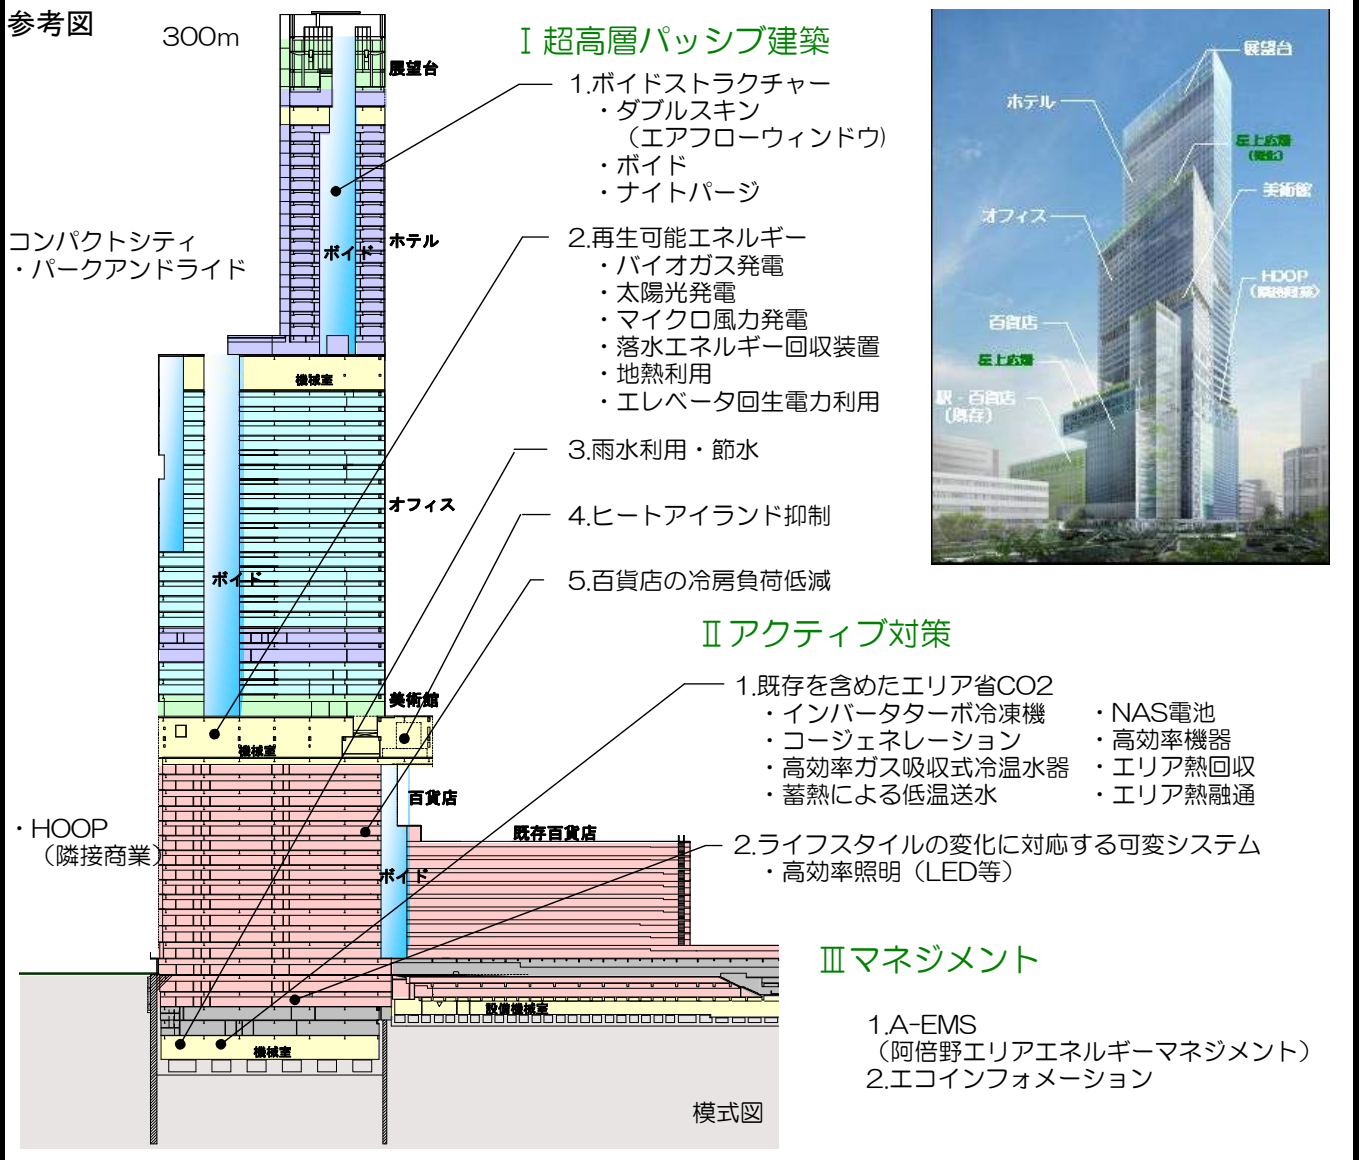 参考図
300m
展望台
ボイド
ホテル
コンパクトシティ
・パークアンドライド
機械室
オフィス
ボイド
美術館
機械室
百貨店
・HOOP
（隣接商業）
既存百貨店
ボイド
設備機械室
機械室
模式図
Ⅰ 超高層パッシブ建築
1.ボイドストラクチャー
・ダブルスキン
（エアフローウィンドウ)
・ボイド
・ナイトパージ
2.再生可能エネルギー
・バイオガス発電
・太陽光発電
・マイクロ風力発電
・落水エネルギー回収装置
・地熱利用
・エレベータ回生電力利用
3.雨水利用・節水
4.ヒートアイランド抑制
5.百貨店の冷房負荷低減
Ⅱアクティブ対策
1.既存を含めたエリア省CO2
・インバータターボ冷凍機
・コージェネレーション
・高効率ガス吸収式冷温水器
・蓄熱による低温送水
・NAS電池
・高効率機器
・エリア熱回収
・エリア熱融通
2.ライフスタイルの変化に対応する可変システム
・高効率照明（LED等）
Ⅲマネジメント
1.A-EMS
（阿倍野エリアエネルギーマネジメント）
2.エコインフォメーション
展望台
ホテル
屋上広場
美術館
オフィス
HOOP
（隣接商業）
百貨店
屋上広場
駅・百貨店
（既存）